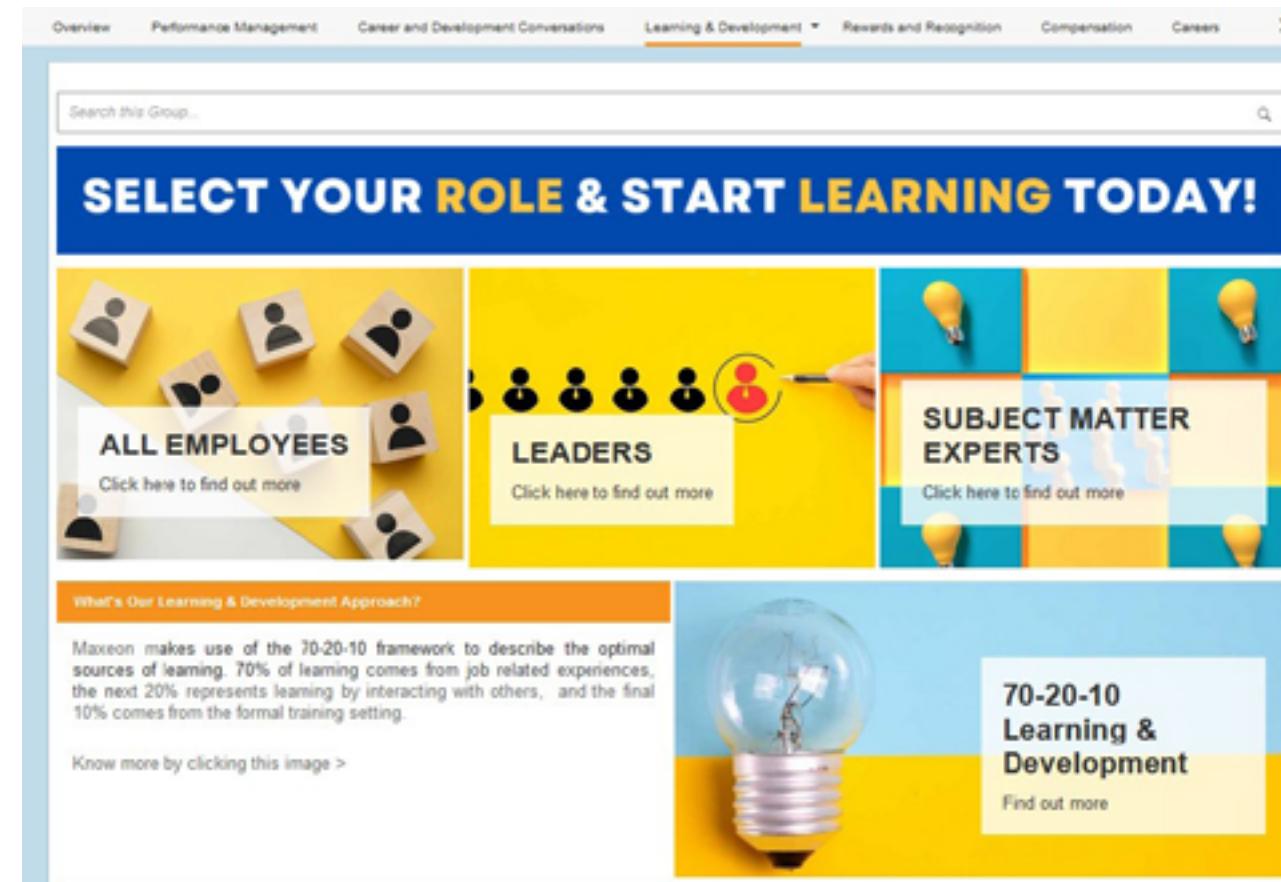 Overview Performance Management Career and Development Conversations Learning & Development Rewards and Recognition Compensation Careers
Search this Group...
SELECT YOUR ROLE & START LEARNING TODAY!
ALL EMPLOYEES
Click here to find out more
LEADERS
Click here to find out more
SUBJECT MATTER
EXPERTS
Click here to find out more
What's Our Learning & Development Approach?
Maxeon makes use of the 70-20-10 framework to describe the optimal
sources of learning. 70% of learning comes from job related experiences,
the next 20% represents learning by interacting with others, and the final
10% comes from the formal training setting.
Know more by clicking this image >
70-20-10
Learning &
Development
Find out more